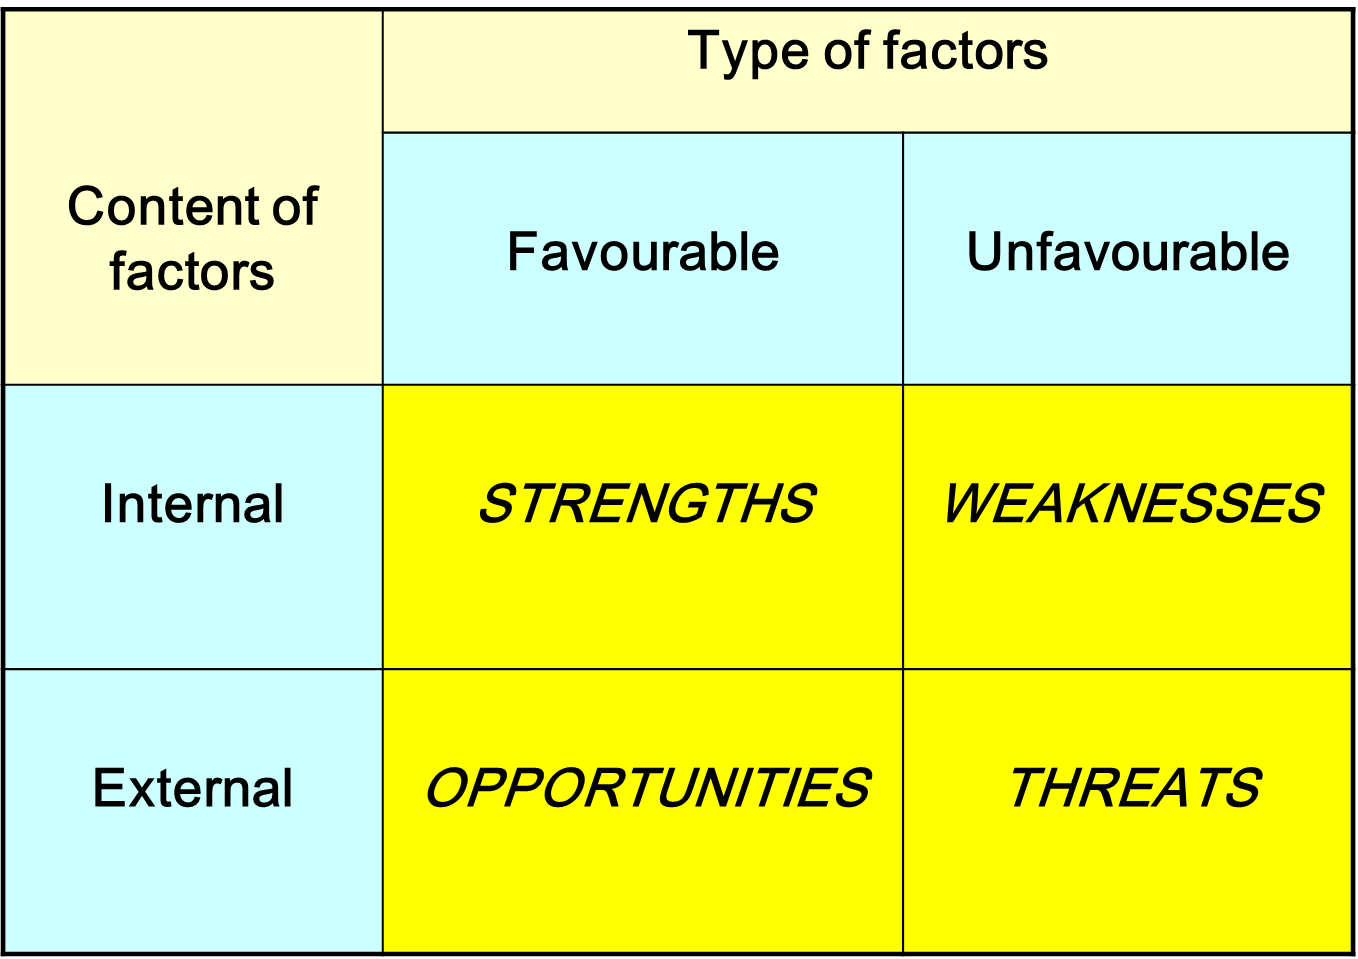 Type of factors
Content of
factors
Favourable
Unfavourable
Internal
STRENGTHS
WEAKNESSES
External
OPPORTUNITIES
THREATS